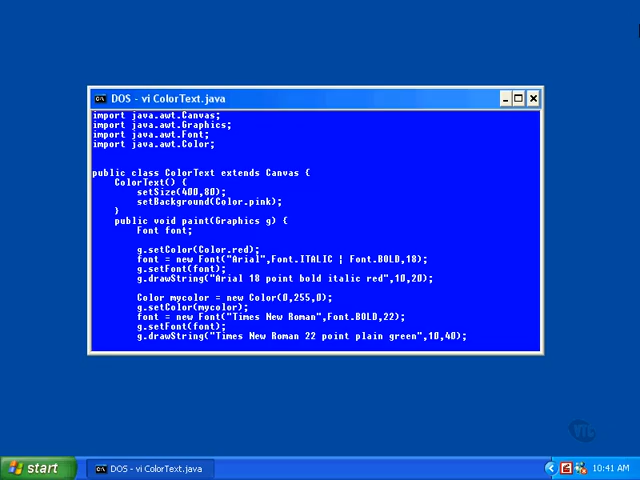 DOS - vi ColorText.java
import java.awt.Canvas;
import java.awt.Graphics;
import java.awt.Font;
import java.awt.Color;
public class ColorText extends Canvas {
ColorText() {
setSize(400,80);
setBackground(Color.pink);
}
public void paint(Graphics g) {
Font font;
g.setColor(Color.red);
font = new Font("Arial",Font.ITALIC | Font.BOLD,18);
g.setFont(font);
g.drawString("Arial 18 point bold italic red",10,20);
Color mycolor = new Color(0,255,0);
g.setColor(mycolor);
font = new Font("Times New Roman",Font.BOLD,22);
g.setFont(font);
g.drawString("Times New Roman 22 point plain green",10,40);
start
DOS - vi ColorText.java
10:41 AM